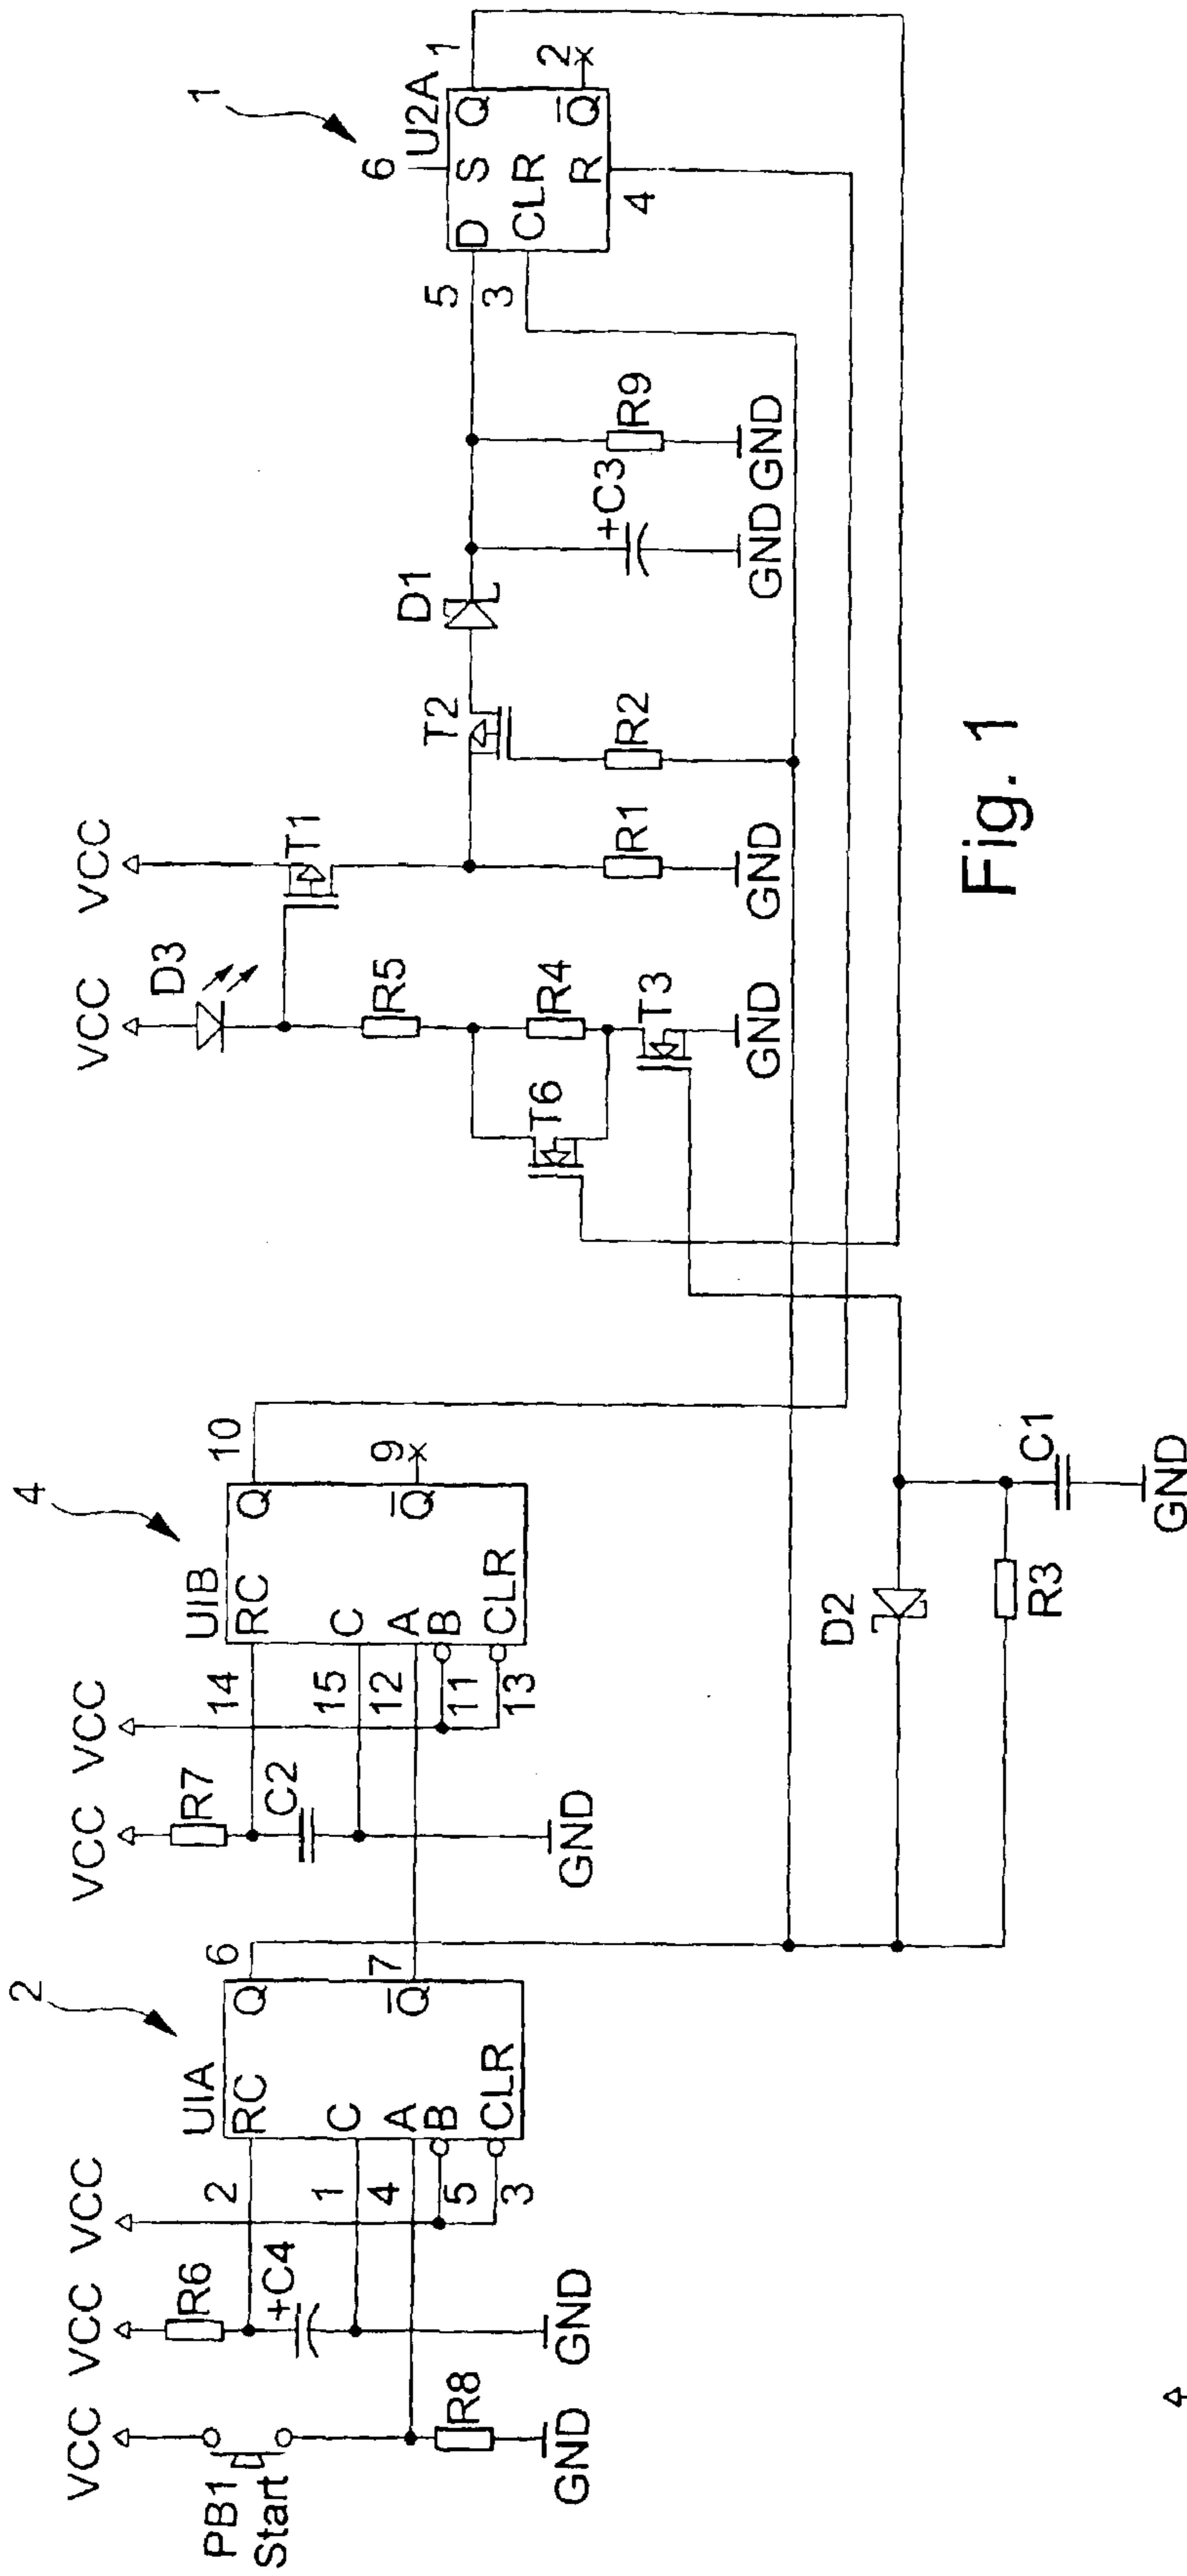 1
2
4
VCC
VCC
VCC
VCC
VCC
VCC
VCC
PB1
Start
R8
GND
R6
+C4
GND
2
1
4
5
3
UIA
RC
C
A
B
CLR
Q
Q̅
6
7
R7
C2
GND
14
15
12
11
13
UIB
RC
C
A
B
CLR
Q
Q̅
10
9
D3
R5
R4
T6
T3
GND
T1
R1
GND
T2
R2
D1
+C3
GND
R9
GND
5
3
6
U2A
D
S
Q
CLR
R
Q̅
1
2
4
D2
R3
C1
GND
Fig. 1